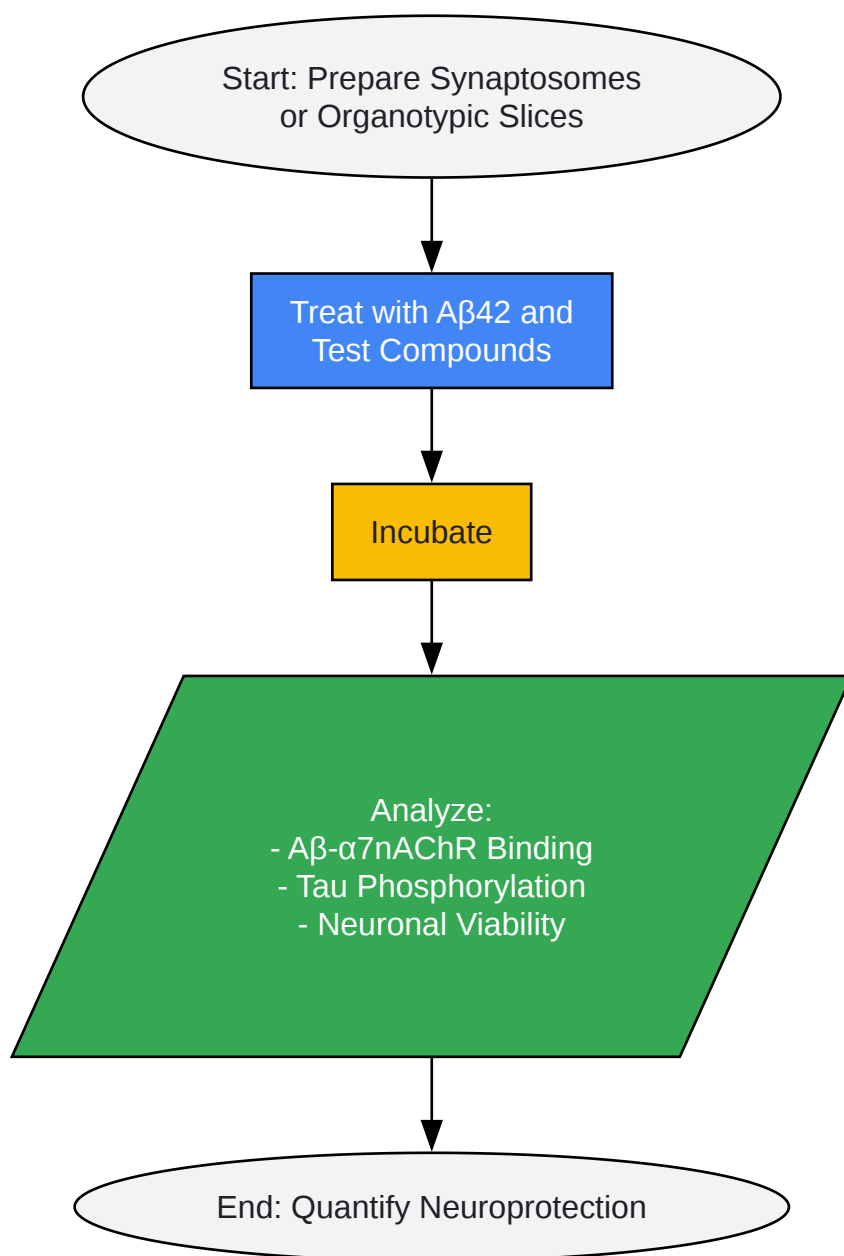 Start: Prepare Synaptosomes
or Organotypic Slices
Treat with Aβ42 and
Test Compounds
Incubate
Analyze:
- Aβ-α7nAChR Binding
- Tau Phosphorylation
- Neuronal Viability
End: Quantify Neuroprotection